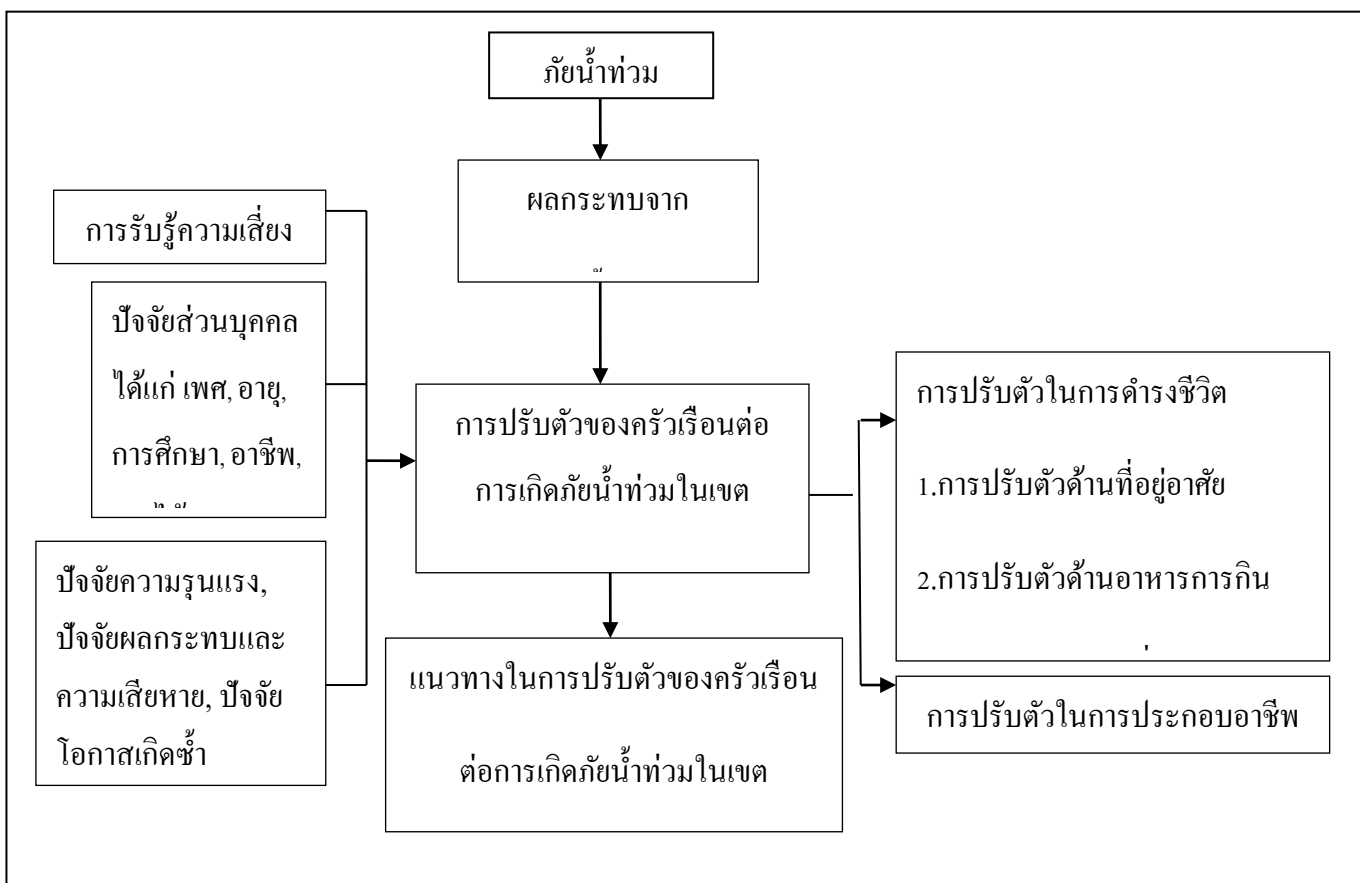 ภัยน้ำท่วม
ผลกระทบจาก
การรับรู้ความเสี่ยง
ปัจจัยส่วนบุคคล
ได้แก่ เพศ, อายุ,
การศึกษา, อาชีพ,
ปัจจัยความรุนแรง,
ปัจจัยผลกระทบและ
ความเสียหาย, ปัจจัย
โอกาสเกิดซ้ำ
การปรับตัวของครัวเรือนต่อ
การเกิดภัยน้ำท่วมในเขต
แนวทางในการปรับตัวของครัวเรือน
ต่อการเกิดภัยน้ำท่วมในเขต
การปรับตัวในการดำรงชีวิต
1.การปรับตัวด้านที่อยู่อาศัย
2.การปรับตัวด้านอาหารการกิน
การปรับตัวในการประกอบอาชีพ